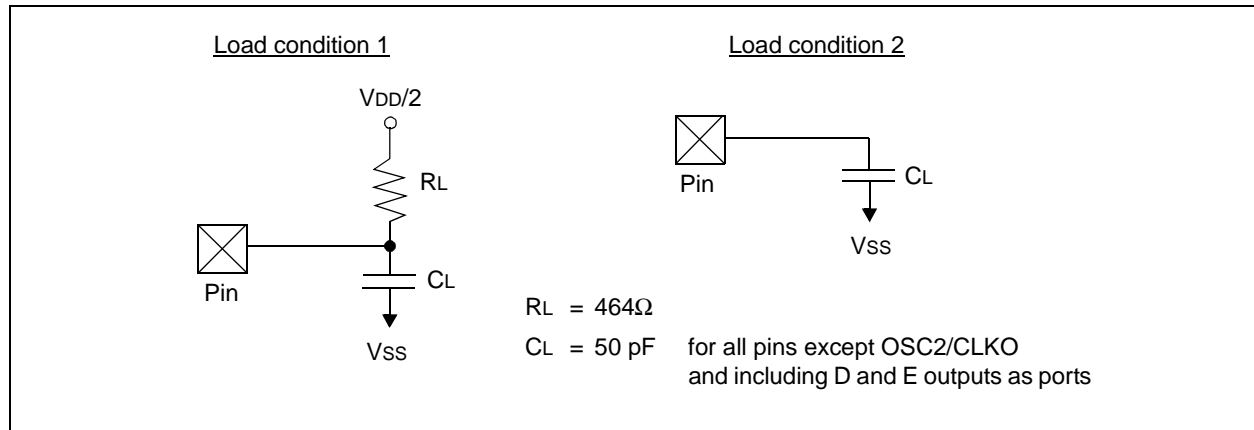 Load condition 1
Load condition 2
VDD/2
RL
Pin
CL
VSS
Pin
CL
VSS
RL = 464Ω
CL = 50 pF for all pins except OSC2/CLKO
and including D and E outputs as ports